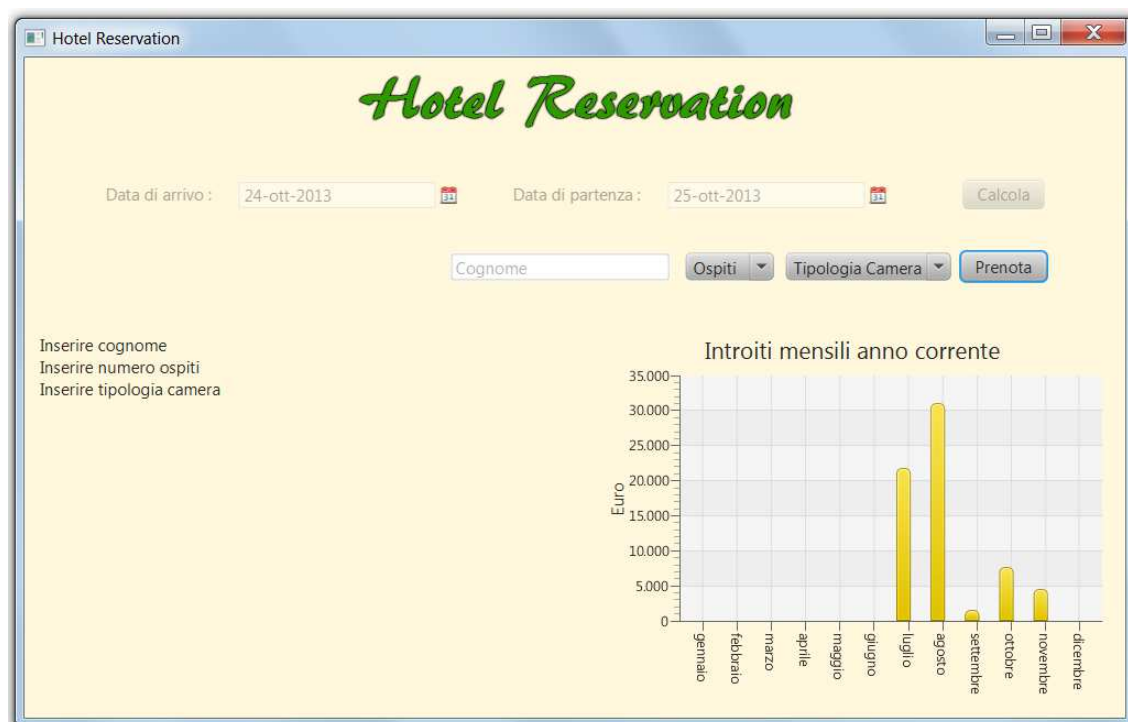 Hotel Reservation
Hotel Reservation
Data di arrivo : 24-ott-2013 31 Data di partenza : 25-ott-2013 31 Calcola
Cognome Ospiti Tipologia Camera Prenota
Inserire cognome
Inserire numero ospiti
Inserire tipologia camera
Introiti mensili anno corrente
35.000
30.000
25.000
20.000
15.000
10.000
5.000
0
Euro
gennaio
febbraio
marzo
aprile
maggio
giugno
luglio
agosto
settembre
ottobre
novembre
dicembre